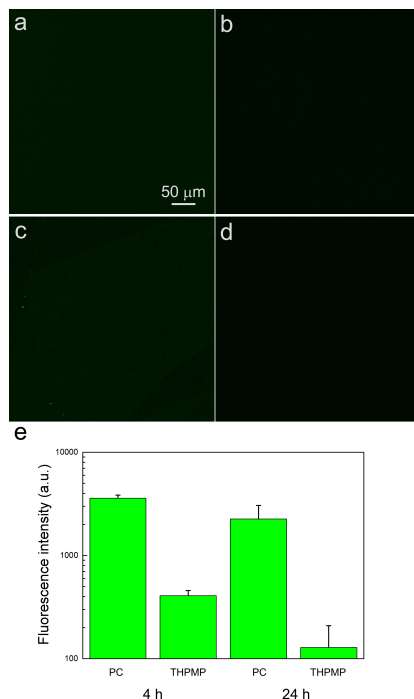 a
b
50 μm
c
d
e
Fluorescence intensity (a.u.)
10000
1000
100
PC THPMP PC THPMP
4 h 24 h